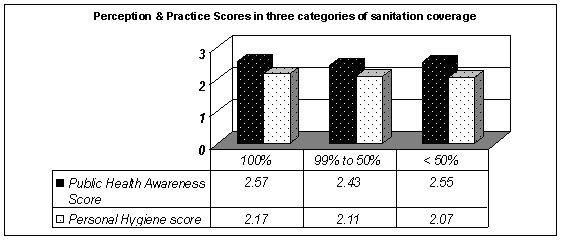 Perception & Practice Scores in three categories of sanitation coverage
3
2
1
0
100% 99% to 50% < 50%
Public Health Awareness Score 2.57 2.43 2.55
Personal Hygiene score 2.17 2.11 2.07